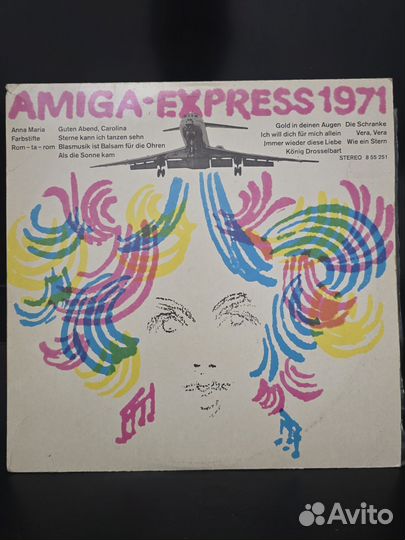 AMIGA-EXPRESS 1971
Anna Maria Guten Abend, Carolina
Farbstifte Sterne kann ich tanzen sehn
Rom-ta-rom Blasmusik ist Balsam für die Ohren
Als die Sonne kam
Gold in deinen Augen Die Schranke
Ich will dich für mich allein Vera, Vera
Jmmer wieder diese Liebe Wie ein Stern
König Drosselbart
STEREO 8 55 251
Avito